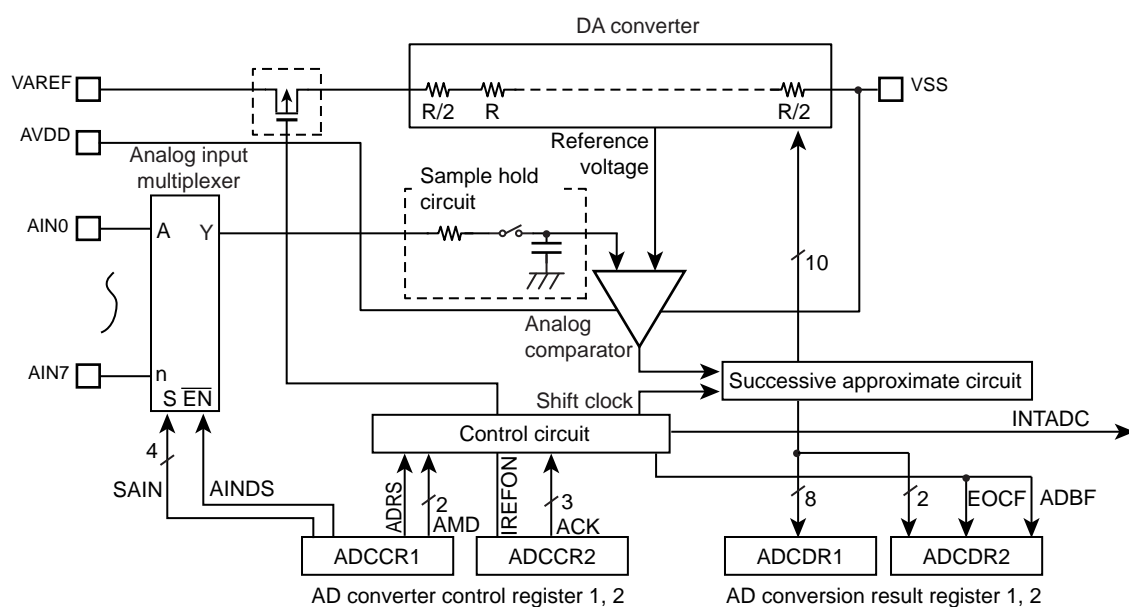 DA converter
VAREF
VSS
R/2
R
R/2
AVDD
Reference
voltage
Analog input
multiplexer
Sample hold
circuit
AIN0
A
Y
10
Analog
comparator
AIN7
n
S
EN
Successive approximate circuit
Shift clock
INTADC
Control circuit
4
SAIN
AINDS
ADRS
2
AMD
IREFON
3
ACK
8
2
EOCF
ADBF
ADCCR1
ADCCR2
ADCDR1
ADCDR2
AD converter control register 1, 2
AD conversion result register 1, 2